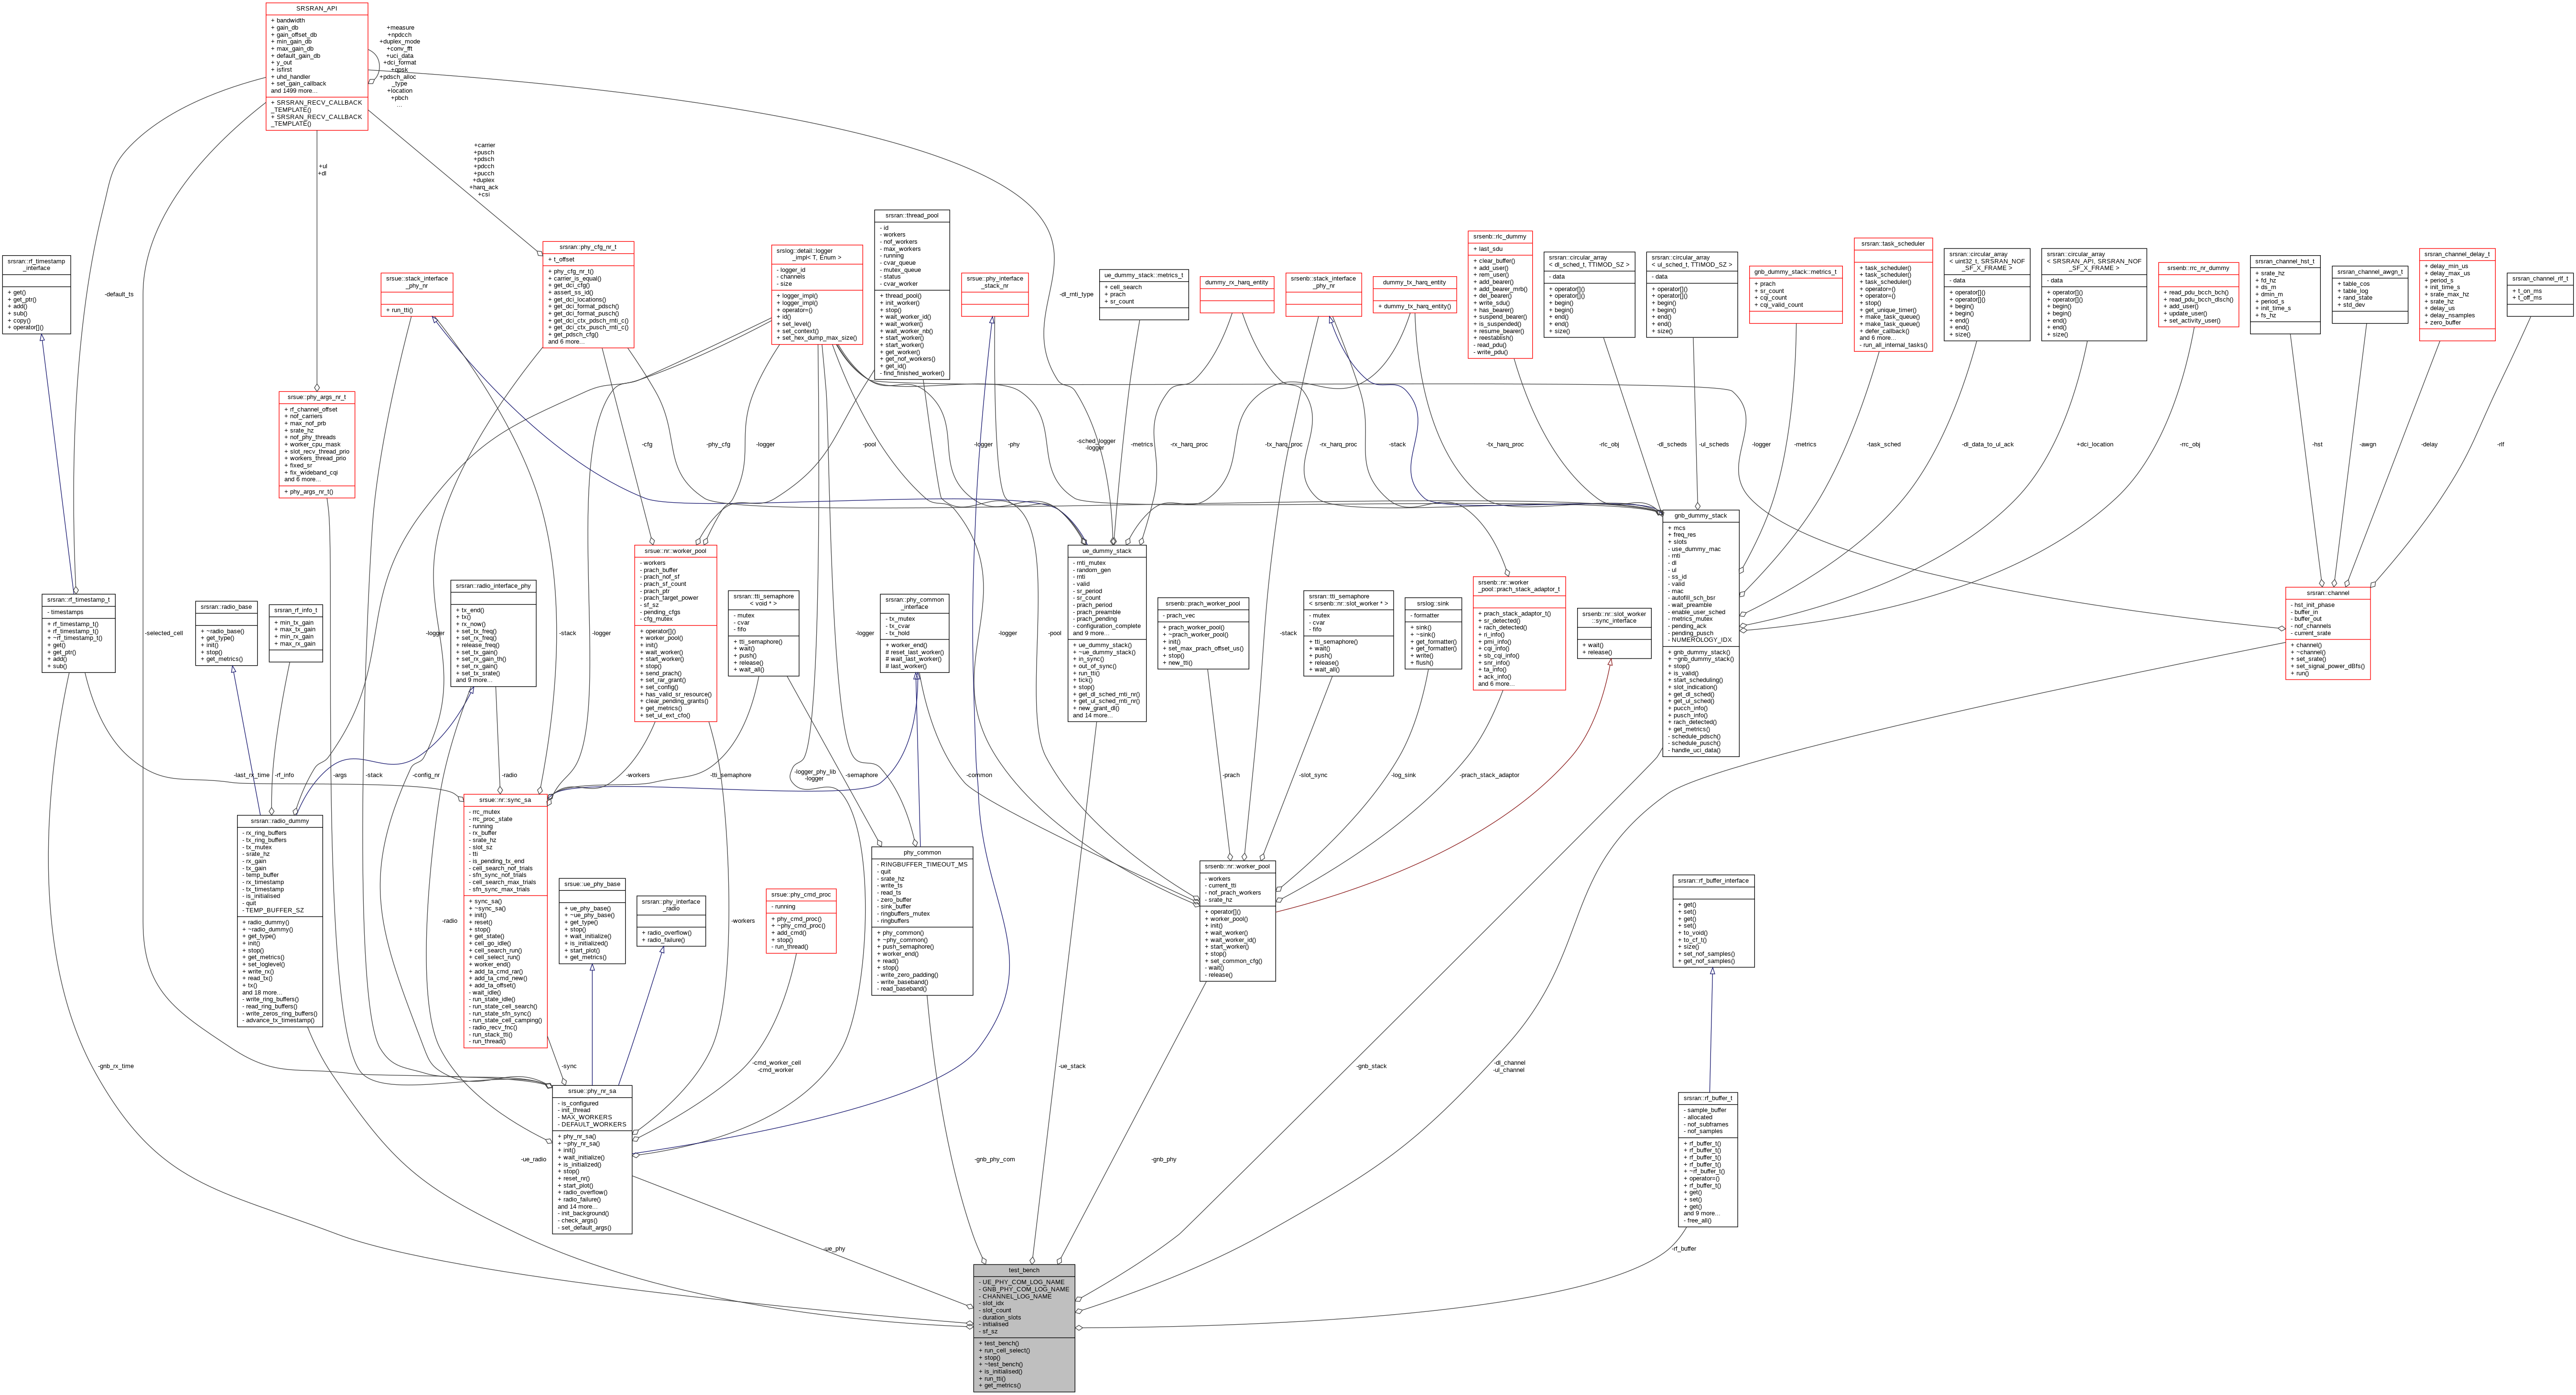 SRSRAN_API
+ bandwidth
+ gain_db
+ gain_offset_db
+ min_gain_db
+ max_gain_db
+ default_gain_db
+ y_out
+ isfirst
+ uhd_handler
+ set_gain_callback
and 1499 more...
+ SRSRAN_RECV_CALLBACK
_TEMPLATE()
+ SRSRAN_RECV_CALLBACK
_TEMPLATE()
+measure
+npdcch
+duplex_mode
+conv_fft
+uci_data
+dci_format
+qpsk
+pdsch_alloc
_type
+location
+pbch
...
+ul
+dl
+carrier
+pusch
+pdsch
+pdcch
+pucch
+duplex
+harq_ack
+csi
-default_ts
-dl_rnti_type
srsran::rf_timestamp
_interface
+ get()
+ get_ptr()
+ add()
+ sub()
+ copy()
+ operator[]()
srsue::stack_interface
_phy_nr
+ run_tti()
srsran::phy_cfg_nr_t
+ t_offset
+ phy_cfg_nr_t()
+ carrier_is_equal()
+ get_dci_cfg()
+ assert_ss_id()
+ get_dci_locations()
+ get_dci_format_pdsch()
+ get_dci_format_pusch()
+ get_dci_ctx_pdsch_rnti_c()
+ get_dci_ctx_pusch_rnti_c()
+ get_pdsch_cfg()
and 6 more...
srslog::detail::logger
_impl< T, Enum >
- logger_id
- channels
- size
+ logger_impl()
+ logger_impl()
+ operator=()
+ id()
+ set_level()
+ set_context()
+ set_hex_dump_max_size()
srsran::thread_pool
- id
- workers
- nof_workers
- max_workers
- running
- cvar_queue
- mutex_queue
- status
- cvar_worker
+ thread_pool()
+ init_worker()
+ stop()
+ wait_worker_id()
+ wait_worker()
+ wait_worker_nb()
+ start_worker()
+ start_worker()
+ get_worker()
+ get_nof_workers()
+ get_id()
- find_finished_worker()
srsue::phy_interface
_stack_nr
ue_dummy_stack::metrics_t
+ cell_search
+ prach
+ sr_count
dummy_rx_harq_entity
srsenb::stack_interface
_phy_nr
dummy_tx_harq_entity
+ dummy_tx_harq_entity()
srsenb::rlc_dummy
+ last_sdu
+ clear_buffer()
+ add_user()
+ rem_user()
+ add_bearer()
+ add_bearer_mrb()
+ del_bearer()
+ write_sdu()
+ has_bearer()
+ suspend_bearer()
+ is_suspended()
+ resume_bearer()
+ reestablish()
- read_pdu()
- write_pdu()
srsran::circular_array
< dl_sched_t, TTIMOD_SZ >
- data
+ operator[]()
+ operator[]()
+ begin()
+ begin()
+ end()
+ end()
+ size()
srsran::circular_array
< ul_sched_t, TTIMOD_SZ >
- data
+ operator[]()
+ operator[]()
+ begin()
+ begin()
+ end()
+ end()
+ size()
gnb_dummy_stack::metrics_t
+ prach
+ sr_count
+ cqi_count
+ cqi_valid_count
srsran::task_scheduler
+ task_scheduler()
+ task_scheduler()
+ task_scheduler()
+ operator=()
+ operator=()
+ stop()
+ get_unique_timer()
+ make_task_queue()
+ make_task_queue()
+ defer_callback()
and 6 more...
- run_all_internal_tasks()
srsran::circular_array
< uint32_t, SRSRAN_NOF
_SF_X_FRAME >
- data
+ operator[]()
+ operator[]()
+ begin()
+ begin()
+ end()
+ end()
+ size()
srsran::circular_array
< SRSRAN_API, SRSRAN_NOF
_SF_X_FRAME >
- data
+ operator[]()
+ operator[]()
+ begin()
+ begin()
+ end()
+ end()
+ size()
srsenb::rrc_nr_dummy
+ read_pdu_bcch_bch()
+ read_pdu_bcch_dlsch()
+ add_user()
+ update_user()
+ set_activity_user()
srsran_channel_hst_t
+ srate_hz
+ fd_hz
+ ds_m
+ dmin_m
+ period_s
+ init_time_s
+ fs_hz
srsran_channel_awgn_t
+ table_cos
+ table_log
+ rand_state
+ std_dev
srsran_channel_delay_t
+ delay_min_us
+ delay_max_us
+ period_s
+ init_time_s
+ srate_max_hz
+ srate_hz
+ delay_us
+ delay_nsamples
+ zero_buffer
srsran_channel_rlf_t
+ t_on_ms
+ t_off_ms
srsue::phy_args_nr_t
+ rf_channel_offset
+ nof_carriers
+ max_nof_prb
+ srate_hz
+ nof_phy_threads
+ worker_cpu_mask
+ slot_recv_thread_prio
+ workers_thread_prio
+ fixed_sr
+ fix_wideband_cqi
and 6 more...
+ phy_args_nr_t()
-cfg
-phy_cfg
-logger
-pool
-logger
-phy
-sched_logger
-logger
-metrics
-rx_harq_proc
-tx_harq_proc
-rx_harq_proc
-stack
-tx_harq_proc
-rlc_obj
-dl_scheds
-ul_scheds
-logger
-metrics
-task_sched
-dl_data_to_ul_ack
+dci_location
-rrc_obj
-hst
-awgn
-delay
-rlf
srsran::rf_timestamp_t
- timestamps
+ rf_timestamp_t()
+ rf_timestamp_t()
+ ~rf_timestamp_t()
+ get()
+ get_ptr()
+ add()
+ sub()
-selected_cell
srsran::radio_base
+ ~radio_base()
+ get_type()
+ init()
+ stop()
+ get_metrics()
srsran::rf_info_t
+ min_tx_gain
+ max_tx_gain
+ min_rx_gain
+ max_rx_gain
-logger
srsran::radio_interface_phy
+ tx_end()
+ tx()
+ rx_now()
+ set_tx_freq()
+ set_rx_freq()
+ release_freq()
+ set_tx_gain()
+ set_rx_gain_th()
+ set_rx_gain()
+ set_tx_srate()
and 9 more...
-stack
-logger
srsue::nr::worker_pool
- workers
- prach_buffer
- prach_nof_sf
- prach_sf_count
- prach_ptr
- prach_target_power
- sf_sz
- pending_cfgs
- cfg_mutex
+ operator[]()
+ worker_pool()
+ init()
+ wait_worker()
+ start_worker()
+ stop()
+ send_prach()
+ set_rar_grant()
+ set_config()
+ has_valid_sr_resource()
+ clear_pending_grants()
+ get_metrics()
+ set_ul_ext_cfo()
srsran::tti_semaphore
< void * >
- mutex
- cvar
- fifo
+ tti_semaphore()
+ wait()
+ push()
+ release()
+ wait_all()
-logger
srsran::phy_common
_interface
- tx_mutex
- tx_cvar
- tx_hold
+ worker_end()
# reset_last_worker()
# wait_last_worker()
# last_worker()
-logger
-pool
ue_dummy_stack
- rnti_mutex
- random_gen
- rnti
- valid
- sr_period
- sr_count
- prach_period
- prach_preamble
- prach_pending
- configuration_complete
and 9 more...
+ ue_dummy_stack()
+ ~ue_dummy_stack()
+ in_sync()
+ out_of_sync()
+ run_tti()
+ tick()
+ stop()
+ get_dl_sched_rnti_nr()
+ get_ul_sched_rnti_nr()
+ new_grant_dl()
and 14 more...
srsenb::prach_worker_pool
- prach_vec
+ prach_worker_pool()
+ ~prach_worker_pool()
+ init()
+ set_max_prach_offset_us()
+ stop()
+ new_tti()
-stack
srsran::tti_semaphore
< srsenb::nr::slot_worker * >
- mutex
- cvar
- fifo
+ tti_semaphore()
+ wait()
+ push()
+ release()
+ wait_all()
srslog::sink
- formatter
+ sink()
+ ~sink()
+ get_formatter()
+ get_formatter()
+ write()
+ flush()
srsenb::nr::worker
_pool::prach_stack_adaptor_t
+ prach_stack_adaptor_t()
+ sr_detected()
+ rach_detected()
+ ri_info()
+ pmi_info()
+ cqi_info()
+ sb_cqi_info()
+ snr_info()
+ ta_info()
+ ack_info()
and 6 more...
srsenb::nr::slot_worker
::sync_interface
+ wait()
+ release()
gnb_dummy_stack
+ mcs
+ freq_res
+ slots
- use_dummy_mac
- rnti
- dl
- ul
- ss_id
- valid
- mac
- autofill_sch_bsr
- wait_preamble
- enable_user_sched
- metrics_mutex
- pending_ack
- pending_pusch
- NUMEROLOGY_IDX
+ gnb_dummy_stack()
+ ~gnb_dummy_stack()
+ stop()
+ is_valid()
+ start_scheduling()
+ slot_indication()
+ get_dl_sched()
+ get_ul_sched()
+ pucch_info()
+ pusch_info()
+ rach_detected()
+ get_metrics()
- schedule_pdsch()
- schedule_pusch()
- handle_uci_data()
srsran::channel
- hst_init_phase
- buffer_in
- buffer_out
- nof_channels
- current_srate
+ channel()
+ ~channel()
+ set_srate()
+ set_signal_power_dBfs()
+ run()
-last_rx_time
-rf_info
-args
-stack
-config_nr
-radio
-workers
-tti_semaphore
-logger_phy_lib
-logger
-semaphore
-common
-prach
-slot_sync
-log_sink
-prach_stack_adaptor
srsran::radio_dummy
- rx_ring_buffers
- tx_ring_buffers
- tx_mutex
- srate_hz
- rx_gain
- tx_gain
- temp_buffer
- rx_timestamp
- tx_timestamp
- is_initialised
- quit
- TEMP_BUFFER_SZ
+ radio_dummy()
+ ~radio_dummy()
+ get_type()
+ init()
+ stop()
+ get_metrics()
+ set_loglevel()
+ write_rx()
+ read_tx()
+ tx()
and 18 more...
- write_ring_buffers()
- read_ring_buffers()
- write_zeros_ring_buffers()
- advance_tx_timestamp()
-radio
srsue::nr::sync_sa
- rrc_mutex
- rrc_proc_state
- running
- rx_buffer
- srate_hz
- slot_sz
- tti
- is_pending_tx_end
- cell_search_nof_trials
- sfn_sync_nof_trials
- cell_search_max_trials
- sfn_sync_max_trials
+ sync_sa()
+ ~sync_sa()
+ init()
+ reset()
+ stop()
+ get_state()
+ cell_go_idle()
+ cell_search_run()
+ cell_select_run()
+ worker_end()
+ add_ta_cmd_rar()
+ add_ta_cmd_new()
+ add_ta_offset()
- wait_idle()
- run_state_idle()
- run_state_cell_search()
- run_state_sfn_sync()
- run_state_cell_camping()
- radio_recv_fnc()
- run_stack_tti()
- run_thread()
srsue::ue_phy_base
+ ue_phy_base()
+ ~ue_phy_base()
+ get_type()
+ stop()
+ wait_initialize()
+ is_initialized()
+ start_plot()
+ get_metrics()
srsran::phy_interface
_radio
+ radio_overflow()
+ radio_failure()
-workers
srsue::phy_cmd_proc
- running
+ phy_cmd_proc()
+ ~phy_cmd_proc()
+ add_cmd()
+ stop()
- run_thread()
phy_common
- RINGBUFFER_TIMEOUT_MS
- quit
- srate_hz
- write_ts
- read_ts
- zero_buffer
- sink_buffer
- ringbuffers_mutex
- ringbuffers
+ phy_common()
+ ~phy_common()
+ push_semaphore()
+ worker_end()
+ read()
+ stop()
- write_zero_padding()
- write_baseband()
- read_baseband()
srsenb::nr::worker_pool
- workers
- current_tti
- nof_prach_workers
- srate_hz
+ operator[]()
+ worker_pool()
+ init()
+ wait_worker()
+ wait_worker_id()
+ start_worker()
+ stop()
+ set_common_cfg()
- wait()
- release()
srsran::rf_buffer_interface
+ get()
+ set()
+ get()
+ set()
+ to_void()
+ to_cf_t()
+ size()
+ set_nof_samples()
+ get_nof_samples()
-gnb_rx_time
-sync
-cmd_worker_cell
-cmd_worker
-ue_stack
-gnb_stack
-dl_channel
-ul_channel
srsue::phy_nr_sa
- is_configured
- init_thread
- MAX_WORKERS
- DEFAULT_WORKERS
+ phy_nr_sa()
+ ~phy_nr_sa()
+ init()
+ wait_initialize()
+ is_initialized()
+ stop()
+ reset_nr()
+ start_plot()
+ radio_overflow()
+ radio_failure()
and 14 more...
- init_background()
- check_args()
- set_default_args()
-ue_radio
-gnb_phy_com
-gnb_phy
srsran::rf_buffer_t
- sample_buffer
- allocated
- nof_subframes
- nof_samples
+ rf_buffer_t()
+ rf_buffer_t()
+ rf_buffer_t()
+ rf_buffer_t()
+ ~rf_buffer_t()
+ operator=()
+ rf_buffer_t()
+ get()
+ set()
+ get()
and 9 more...
- free_all()
-ue_phy
-rf_buffer
test_bench
- UE_PHY_COM_LOG_NAME
- GNB_PHY_COM_LOG_NAME
- CHANNEL_LOG_NAME
- slot_idx
- slot_count
- duration_slots
- initialised
- sf_sz
+ test_bench()
+ run_cell_select()
+ stop()
+ ~test_bench()
+ is_initialised()
+ run_tti()
+ get_metrics()